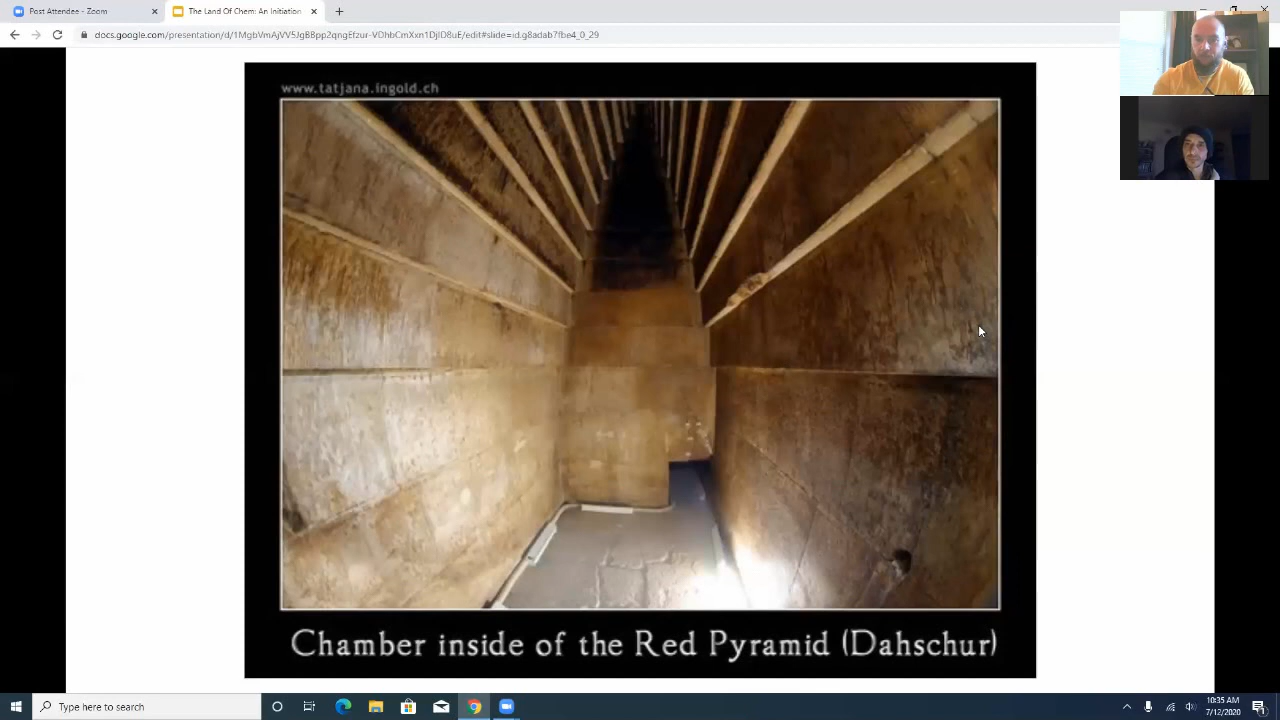 Post Attendee - Zoom
The Land Of Chem: An Initiation
docs.google.com/presentation/d/1MgbVmAjVV5JgBBpp2qngEfzur-VDhbCmXxn1DjlD8uE/edit#slide=id.g8adab7fbe4_0_29
www.tatjana.ingold.ch
Chamber inside of the Red Pyramid (Dahschur)
Type here to search
10:35 AM
7/12/2020